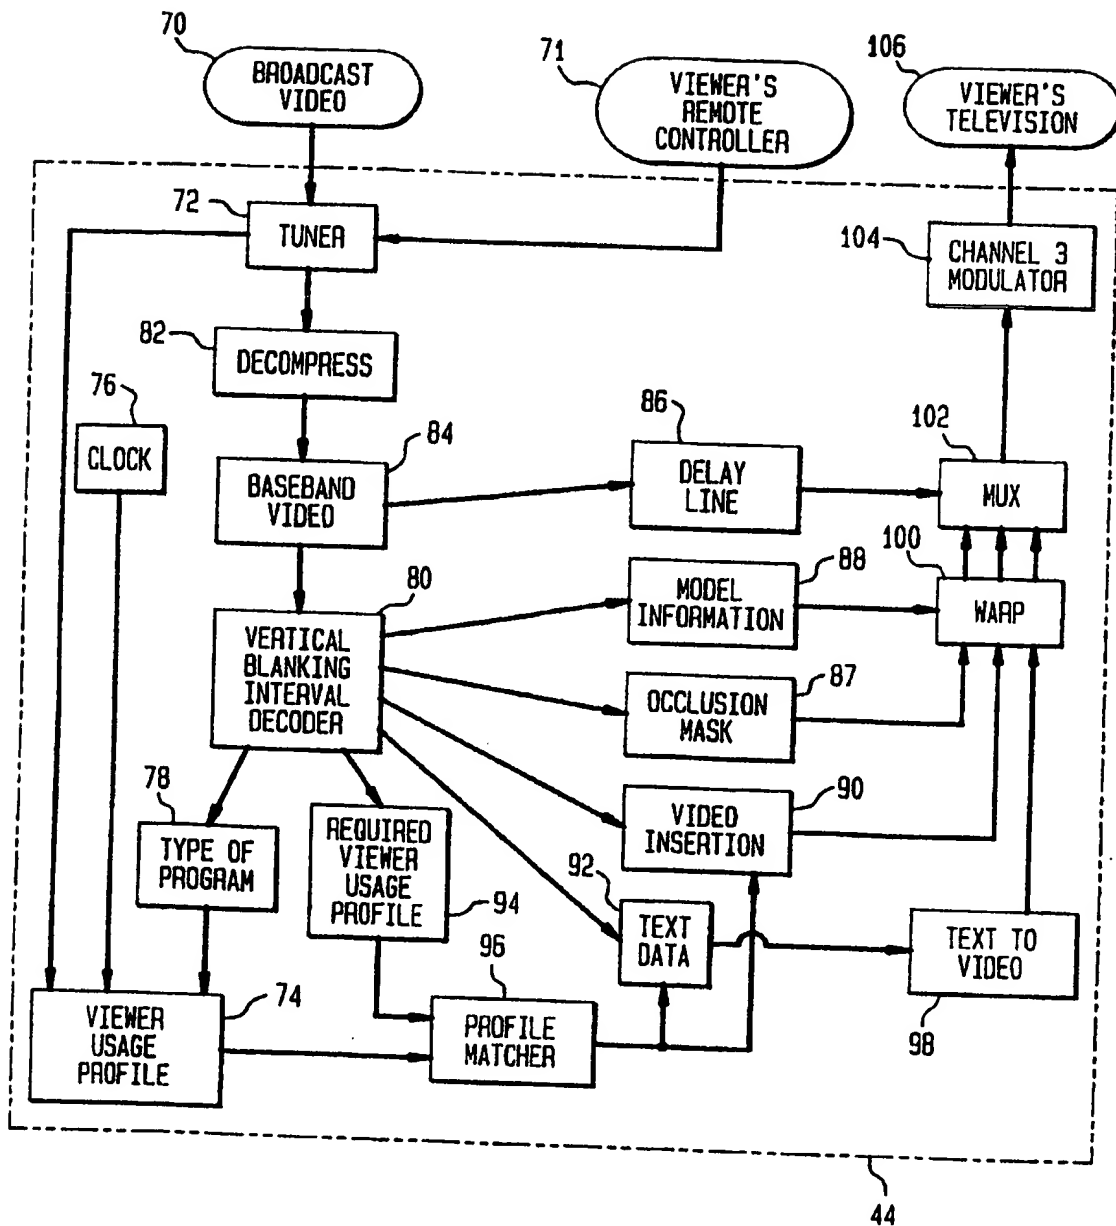 70
BROADCAST
VIDEO
71
VIEWER'S
REMOTE
CONTROLLER
106
VIEWER'S
TELEVISION
72
TUNER
104
CHANNEL 3
MODULATOR
82
DECOMPRESS
76
CLOCK
84
BASEBAND
VIDEO
86
DELAY
LINE
102
MUX
80
VERTICAL
BLANKING
INTERVAL
DECODER
88
MODEL
INFORMATION
100
WARP
87
OCCLUSION
MASK
78
TYPE OF
PROGRAM
REQUIRED
VIEWER
USAGE
PROFILE
94
90
VIDEO
INSERTION
92
TEXT
DATA
TEXT TO
VIDEO
98
74
VIEWER
USAGE
PROFILE
96
PROFILE
MATCHER
44